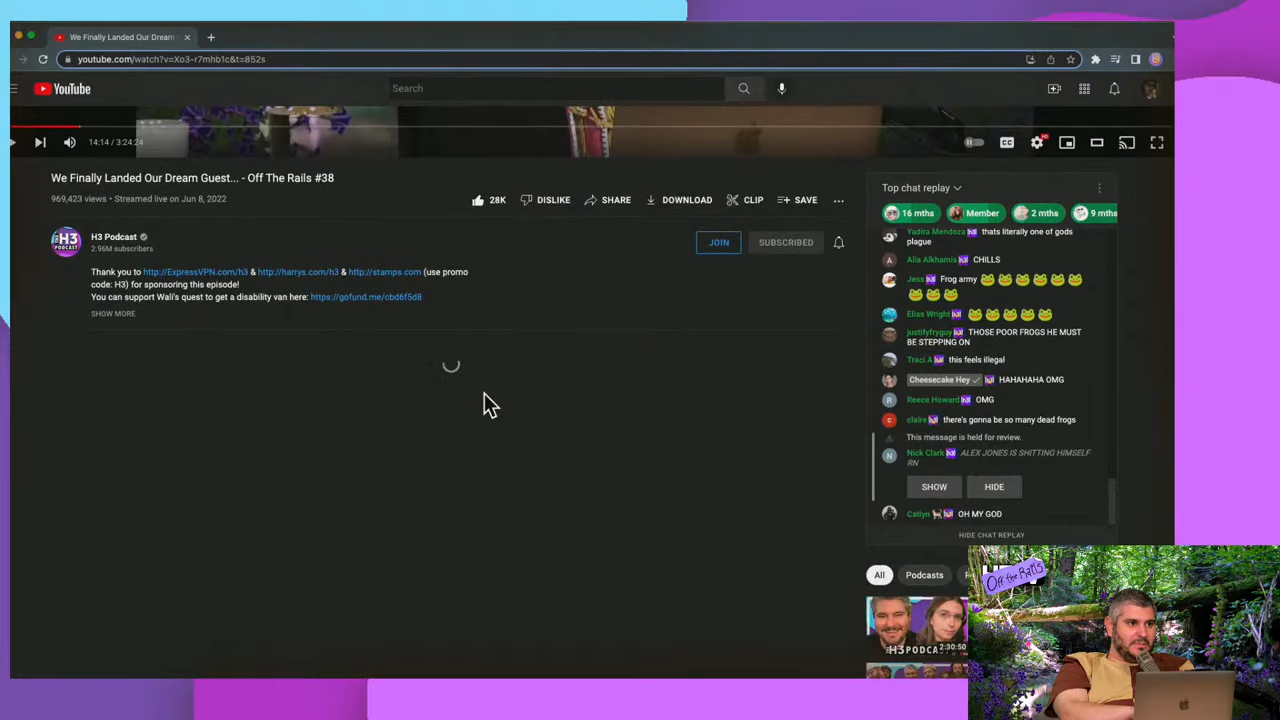 We Finally Landed Our Dream
youtube.com/watch?v=Xo3-r7mhb1c&t=852s
YouTube
Search
14:14 / 3:24:24
CC
HD
We Finally Landed Our Dream Guest... - Off The Rails #38
969,423 views • Streamed live on Jun 8, 2022
28K
DISLIKE
SHARE
DOWNLOAD
CLIP
SAVE
H3 PODCAST
H3 Podcast
2.96M subscribers
JOIN
SUBSCRIBED
Thank you to http://ExpressVPN.com/h3 & http://harrys.com/h3 & http://stamps.com (use promo
code: H3) for sponsoring this episode!
You can support Wali's quest to get a disability van here: https://gofund.me/cbd6f5d8
SHOW MORE
Top chat replay
16 mths
Member
2 mths
9 mths
Yadira Mendoza thats literally one of gods
plague
A
Alia Alkhamis CHILLS
Jess Frog army
Elias Wright
justifyfryguy THOSE POOR FROGS HE MUST
BE STEPPING ON
Traci A this feels illegal
Cheesecake Hey HAHAHAHA OMG
R
Reece Howard OMG
C
claire there's gonna be so many dead frogs
This message is held for review.
N
Nick Clark ALEX JONES IS SHITTING HIMSELF
RN
SHOW
HIDE
Catlyn OH MY GOD
HIDE CHAT REPLAY
All
Podcasts
H3 PODCAST
2:30:50
Off the Rails